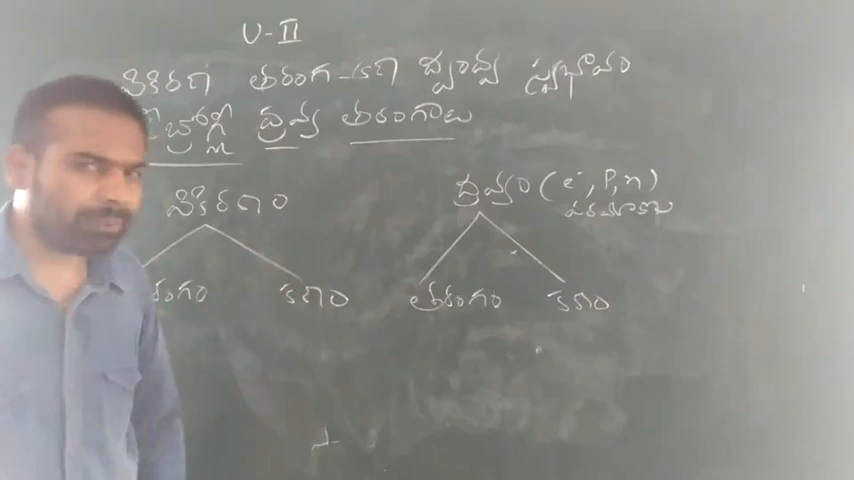 U-II
వికిరణ తరంగ-కణ ద్వంద్వ స్వభావం
బ్రోగ్లీ ద్రవ్య తరంగాలు
వికిరణం ద్రవ్యం (e⁻, P, n)
పరమాణువు
రంగం కణం తరంగం కణం